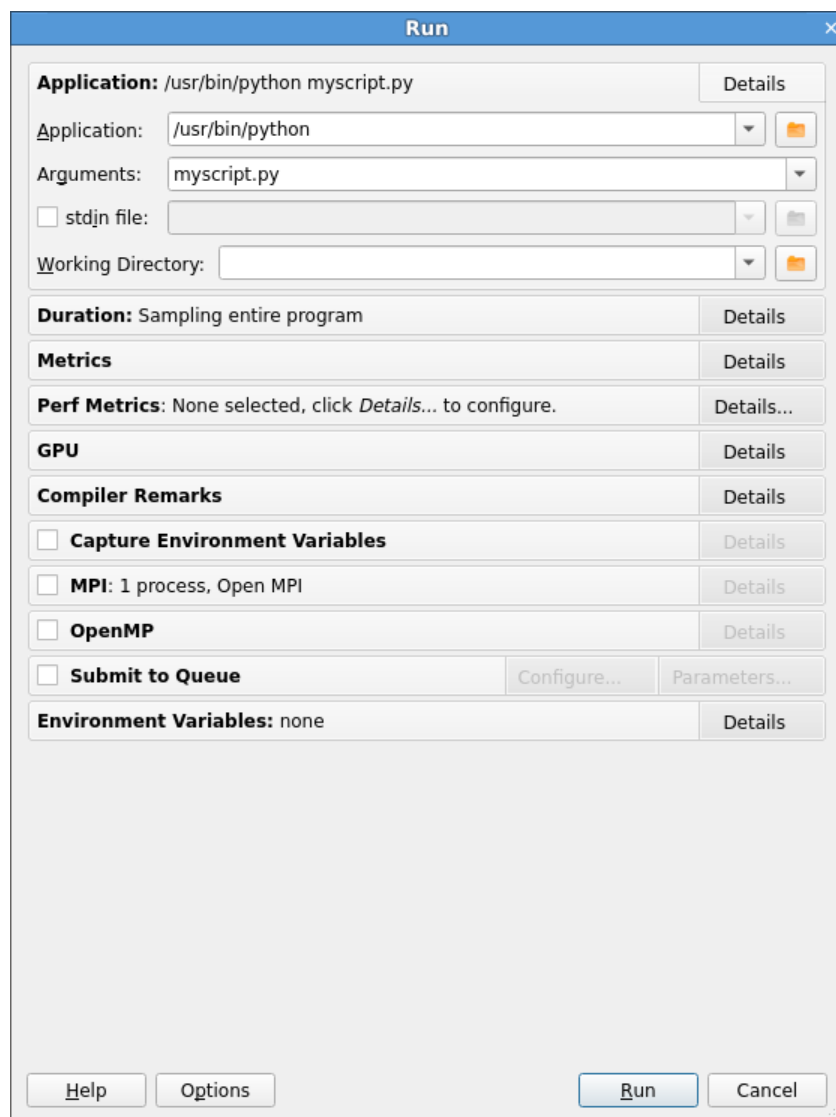 Run
Application: /usr/bin/python myscript.py Details
Application: /usr/bin/python
Arguments: myscript.py
stdin file:
Working Directory:
Duration: Sampling entire program Details
Metrics Details
Perf Metrics: None selected, click Details... to configure. Details...
GPU Details
Compiler Remarks Details
Capture Environment Variables Details
MPI: 1 process, Open MPI Details
OpenMP Details
Submit to Queue Configure... Parameters...
Environment Variables: none Details
Help Options Run Cancel